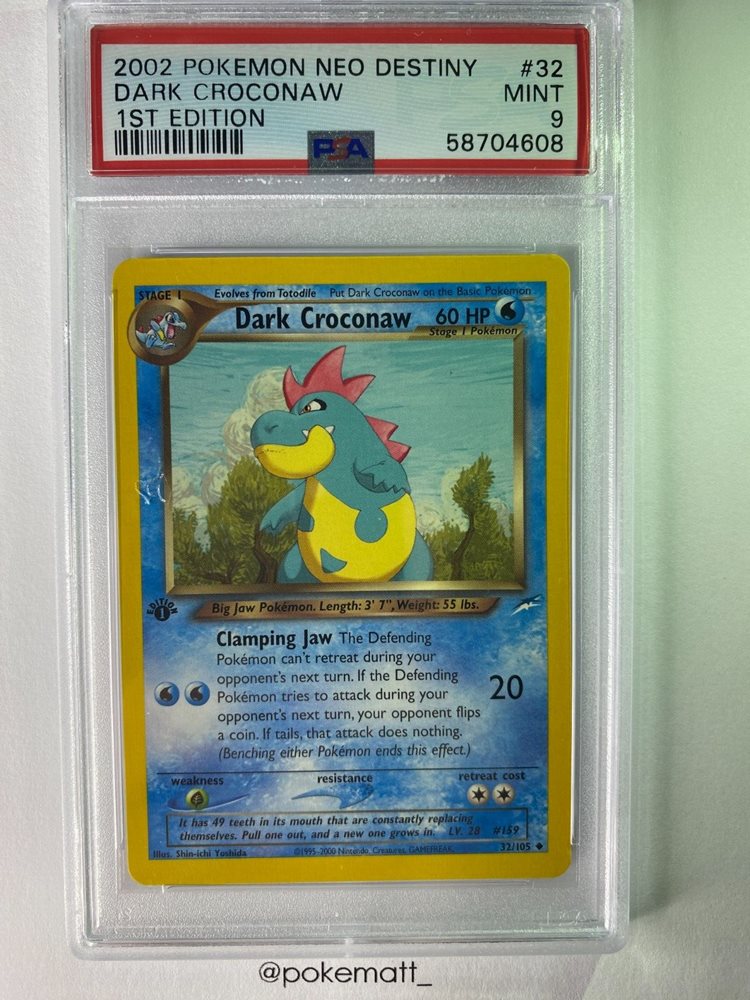 2002 POKEMON NEO DESTINY #32
DARK CROCONAW MINT
1ST EDITION 9
PSA 58704608
STAGE 1 Evolves from Totodile Put Dark Croconaw on the Basic Pokémon
Dark Croconaw 60 HP
Stage 1 Pokémon
EDITION 1
Big Jaw Pokémon. Length: 3' 7", Weight: 55 lbs.
Clamping Jaw The Defending
Pokémon can't retreat during your
opponent's next turn. If the Defending
Pokémon tries to attack during your 20
opponent's next turn, your opponent flips
a coin. If tails, that attack does nothing.
(Benching either Pokémon ends this effect.)
weakness resistance retreat cost
It has 49 teeth in its mouth that are constantly replacing
themselves. Pull one out, and a new one grows in. LV. 28 #159
Illus. Shin-ichi Yoshida ©1995-2000 Nintendo, Creatures, GAMEFREAK. 32/105
@pokematt_